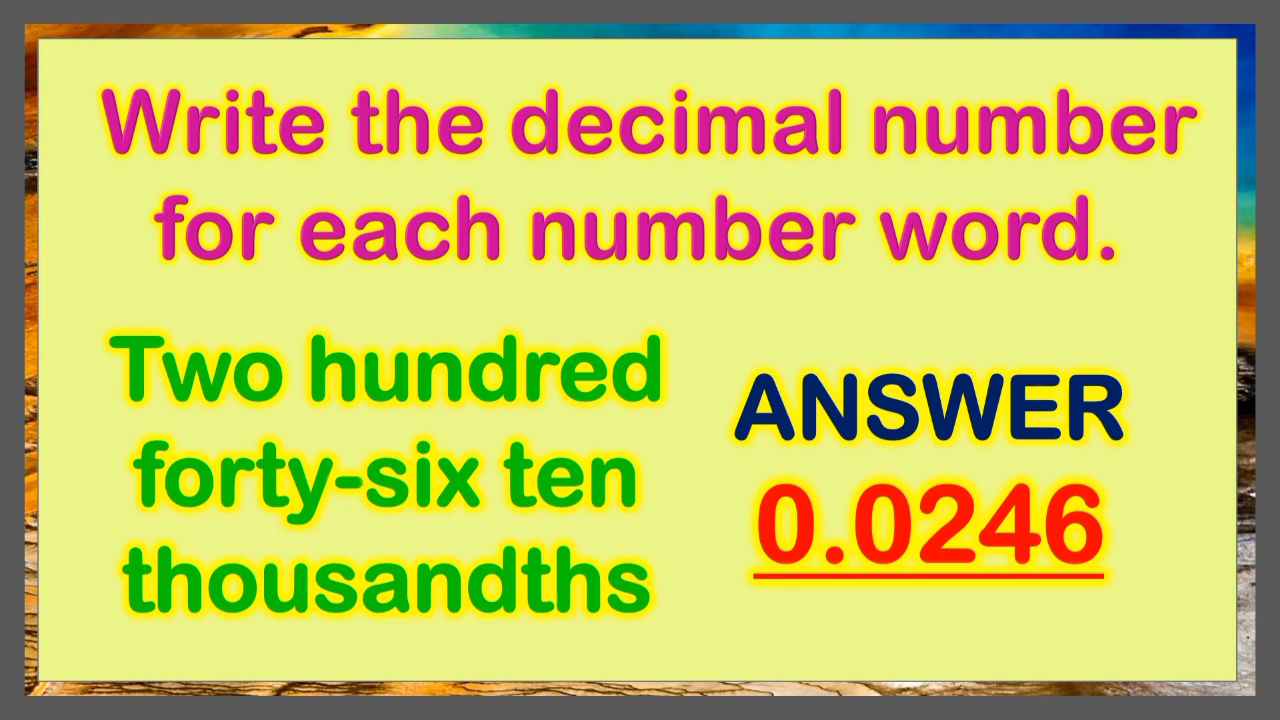 Write the decimal number
for each number word.
Two hundred
forty-six ten
thousandths
ANSWER
0.0246